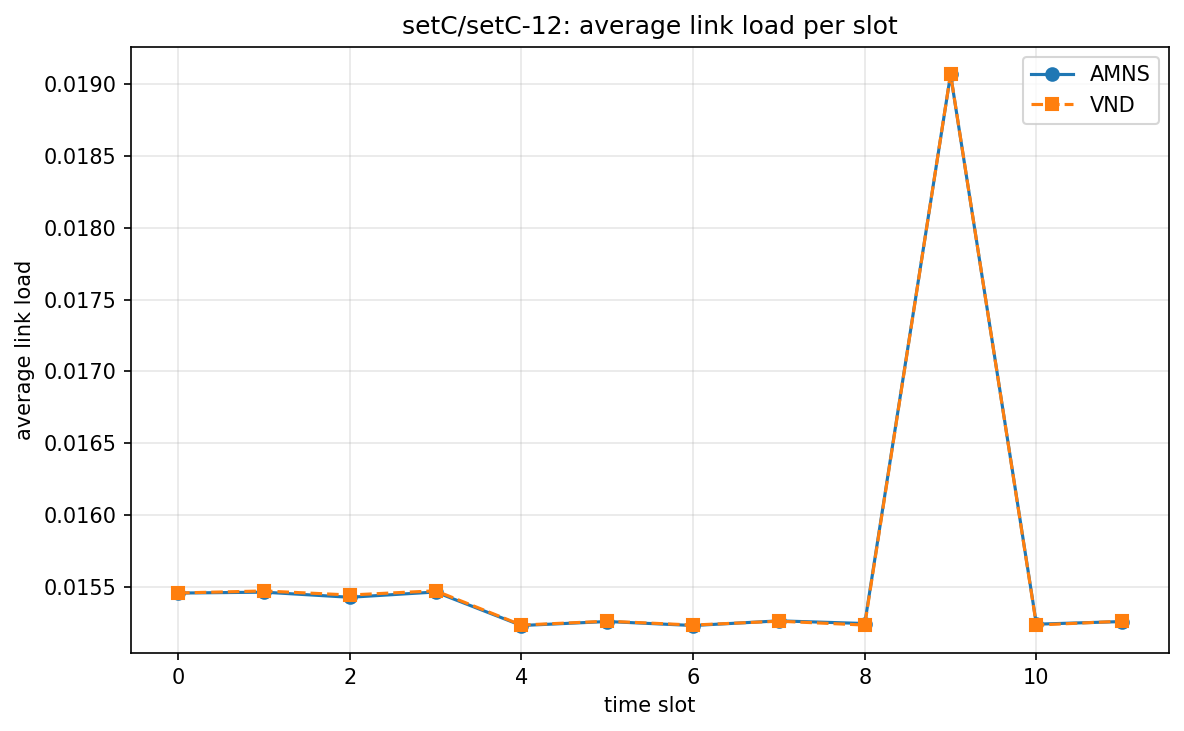 setC/setC-12: average link load per slot
AMNS
VND
average link load
0.0190
0.0185
0.0180
0.0175
0.0170
0.0165
0.0160
0.0155
0 2 4 6 8 10
time slot